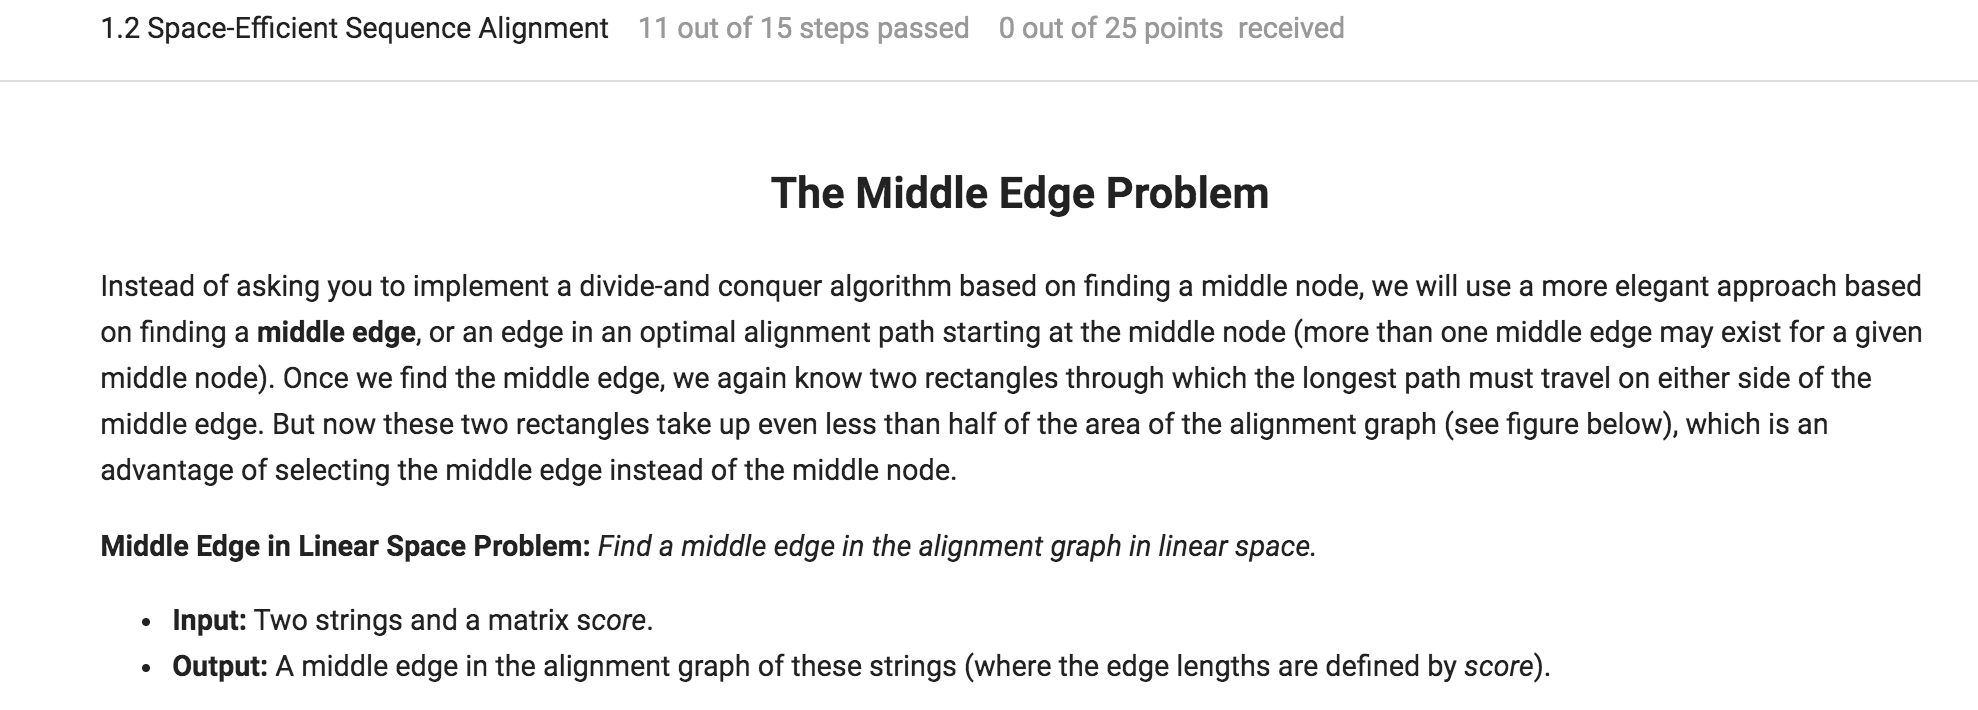 1.2 Space-Efficient Sequence Alignment 11 out of 15 steps passed 0 out of 25 points received
The Middle Edge Problem
Instead of asking you to implement a divide-and conquer algorithm based on finding a middle node, we will use a more elegant approach based
on finding a middle edge, or an edge in an optimal alignment path starting at the middle node (more than one middle edge may exist for a given
middle node). Once we find the middle edge, we again know two rectangles through which the longest path must travel on either side of the
middle edge. But now these two rectangles take up even less than half of the area of the alignment graph (see figure below), which is an
advantage of selecting the middle edge instead of the middle node.
Middle Edge in Linear Space Problem: Find a middle edge in the alignment graph in linear space.
• Input: Two strings and a matrix score.
• Output: A middle edge in the alignment graph of these strings (where the edge lengths are defined by score).